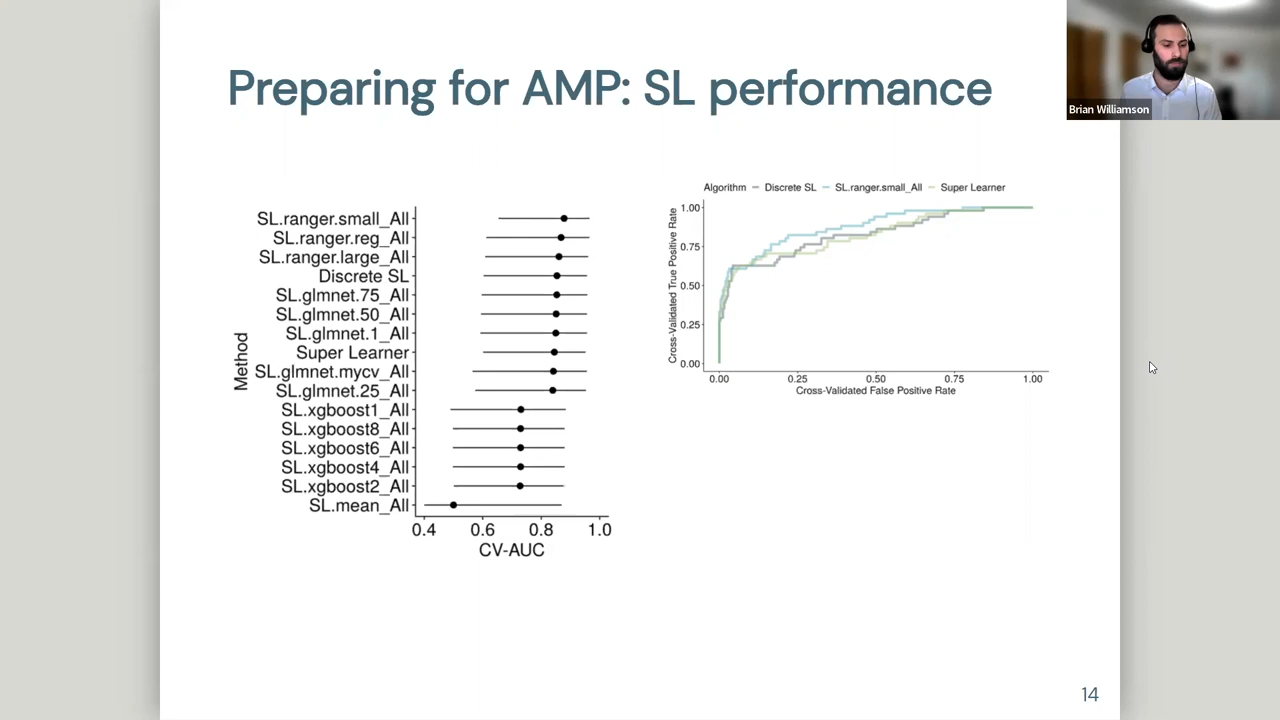 Preparing for AMP: SL performance
Brian Williamson
Method
SL.ranger.small_All
SL.ranger.reg_All
SL.ranger.large_All
Discrete SL
SL.glmnet.75_All
SL.glmnet.50_All
SL.glmnet.1_All
Super Learner
SL.glmnet.mycv_All
SL.glmnet.25_All
SL.xgboost1_All
SL.xgboost8_All
SL.xgboost6_All
SL.xgboost4_All
SL.xgboost2_All
SL.mean_All
0.4 0.6 0.8 1.0
CV-AUC
Algorithm Discrete SL SL.ranger.small_All Super Learner
Cross-Validated True Positive Rate
1.00
0.75
0.50
0.25
0.00
0.00 0.25 0.50 0.75 1.00
Cross-Validated False Positive Rate
14